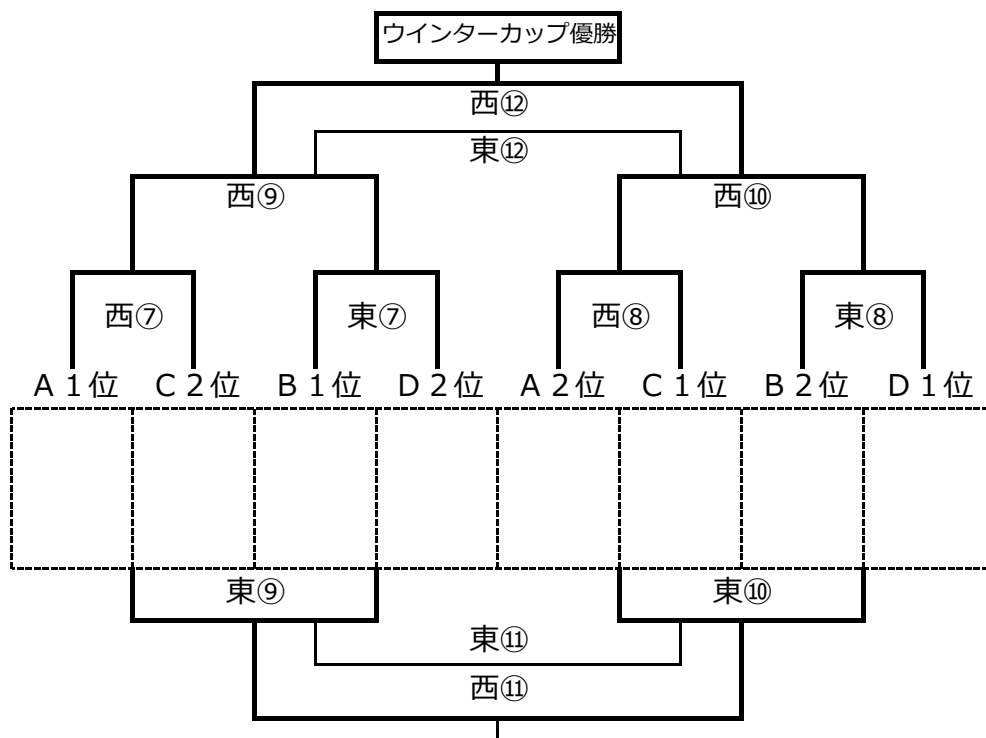 ウインターカップ優勝
西⑫
東⑫
西⑨ 西⑩
西⑦ 東⑦ 西⑧ 東⑧
A１位 C２位 B１位 D２位 A２位 C１位 B２位 D１位
東⑨ 東⑩
東⑪
西⑪